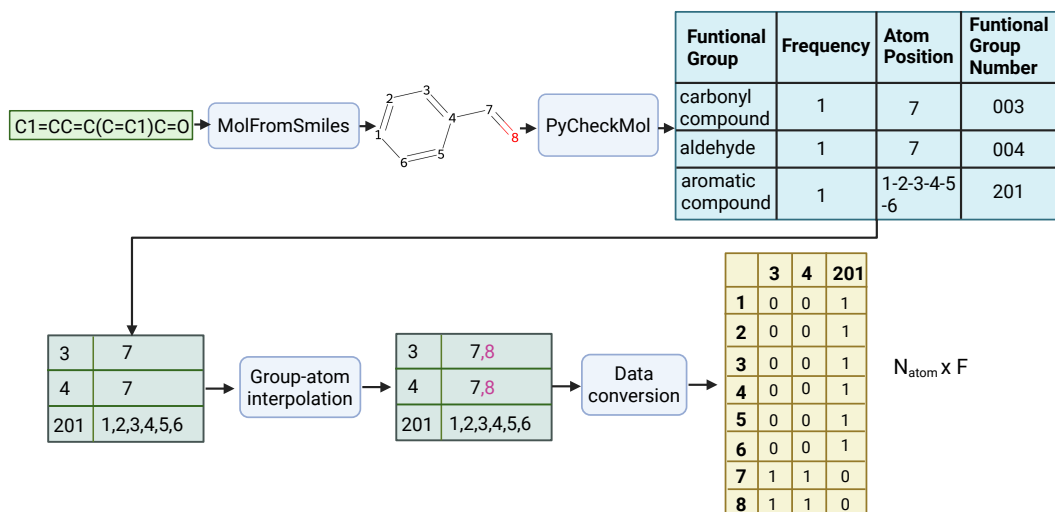 C1=CC=C(C=C1)C=O
MolFromSmiles
1
2
3
4
5
6
7
8
PyCheckMol
Funtional Group Frequency Atom Position Funtional Group Number
carbonyl compound 1 7 003
aldehyde 1 7 004
aromatic compound 1 1-2-3-4-5-6 201
3 7
4 7
201 1,2,3,4,5,6
Group-atom
interpolation
3 7,8
4 7,8
201 1,2,3,4,5,6
Data
conversion
3 4 201
1 0 0 1
2 0 0 1
3 0 0 1
4 0 0 1
5 0 0 1
6 0 0 1
7 1 1 0
8 1 1 0
Natom x F